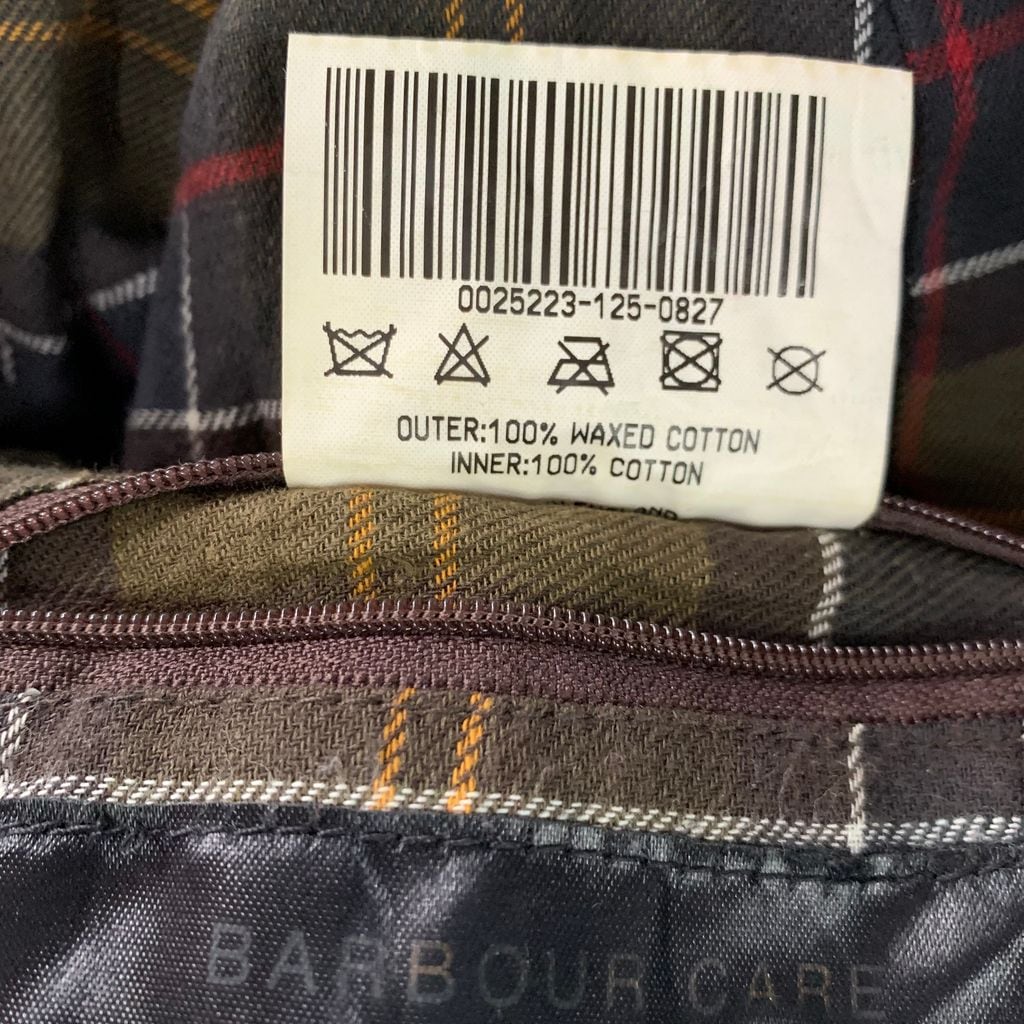 0025223-125-0827
OUTER:100% WAXED COTTON
INNER:100% COTTON
BARBOUR CARE